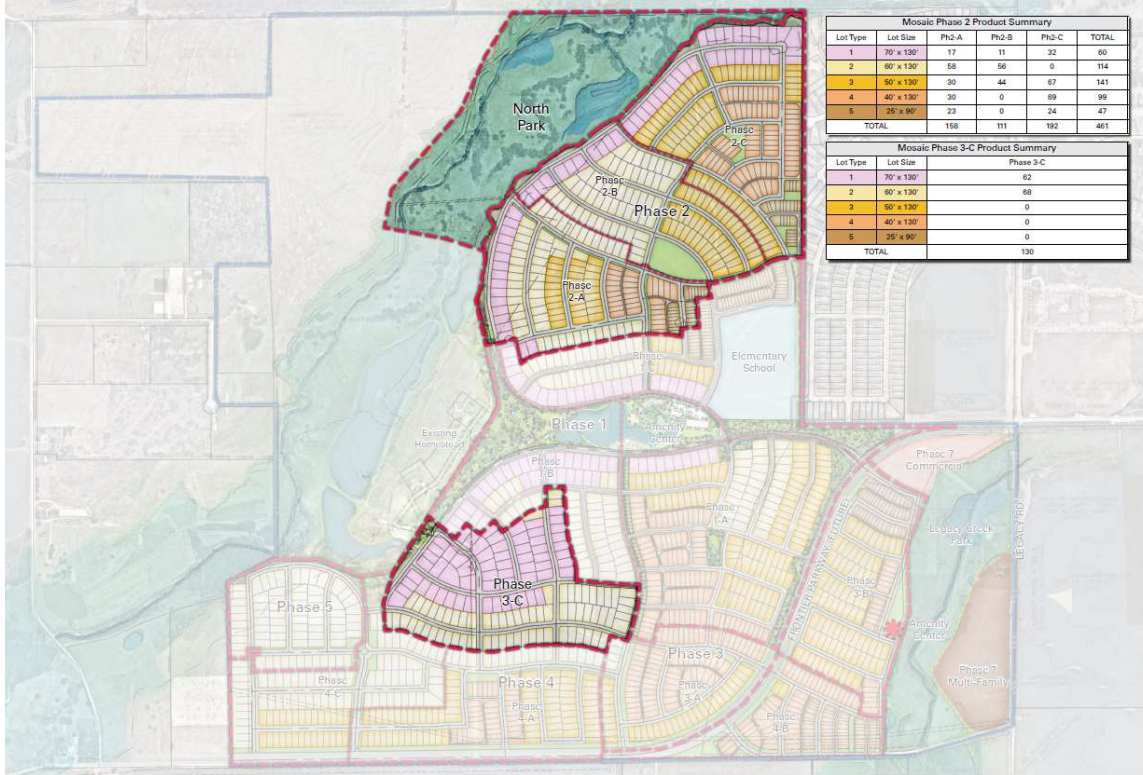 Mosaic Phase 2 Product Summary
Lot Type Lot Size Ph2-A Ph2-B Ph2-C TOTAL
1 70' x 130' 17 11 32 60
2 60' x 130' 58 56 0 114
3 50' x 130' 30 44 67 141
4 40' x 130' 30 0 69 99
5 25' x 90' 23 0 24 47
TOTAL 158 111 192 461
Mosaic Phase 3-C Product Summary
Lot Type Lot Size Phase 3-C
1 70' x 130' 62
2 60' x 130' 68
3 50' x 130' 0
4 40' x 130' 0
5 25' x 90' 0
TOTAL 130
North
Park
Phase
2-C
Phase
2-B
Phase 2
Phase
2-A
Phase
1-C
Elementary
School
Existing
Homestead
Phase 1
Amenity
Center
Phase
1-B
Phase 7
Commercial
Phase
1-A
FRONTIER PARKWAY (FUTURE)
Legacy Creek
Park
LEGACY RD
Phase
3-C
Phase
3-B
Phase 5
Amenity
Center
Phase 3
Phase 7
Multi-Family
Phase
4-C
Phase 4
Phase
3-A
Phase
4-A
Phase
4-B